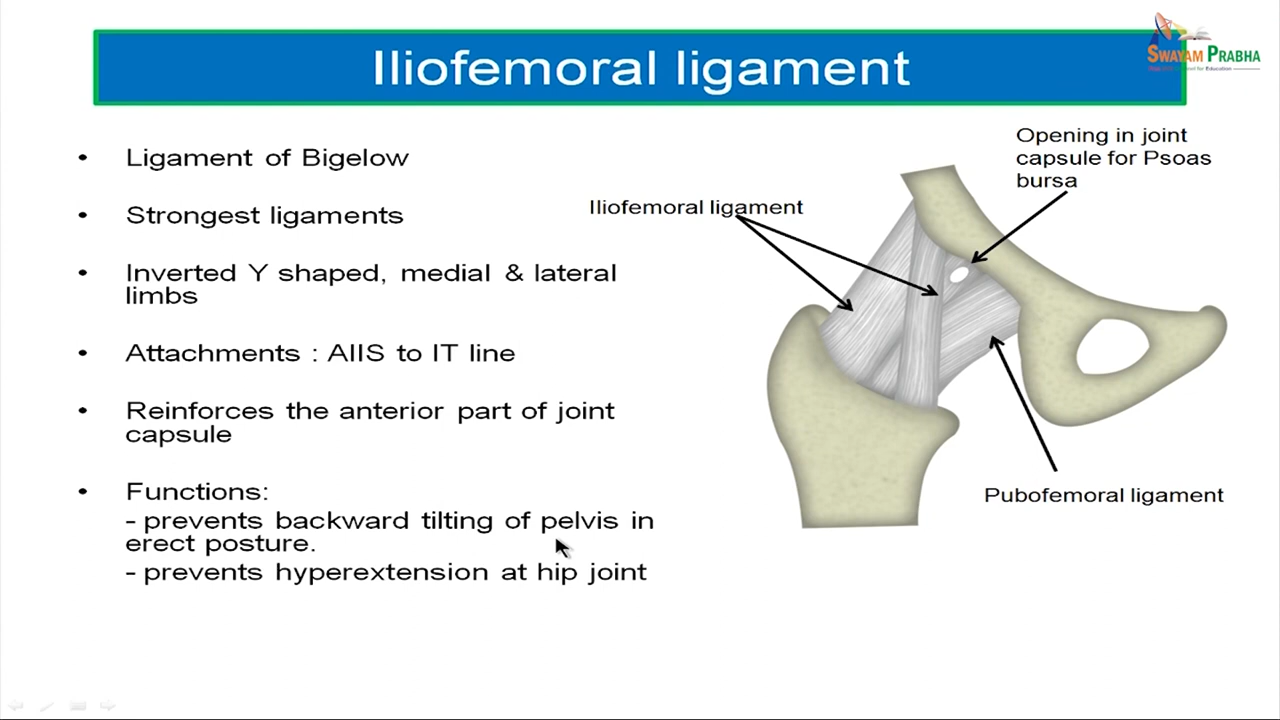 Iliofemoral ligament
SWAYAM PRABHA
• Ligament of Bigelow
• Strongest ligaments
• Inverted Y shaped, medial & lateral
limbs
• Attachments : AIIS to IT line
• Reinforces the anterior part of joint
capsule
• Functions:
- prevents backward tilting of pelvis in
erect posture.
- prevents hyperextension at hip joint
Opening in joint
capsule for Psoas
bursa
Iliofemoral ligament
Pubofemoral ligament